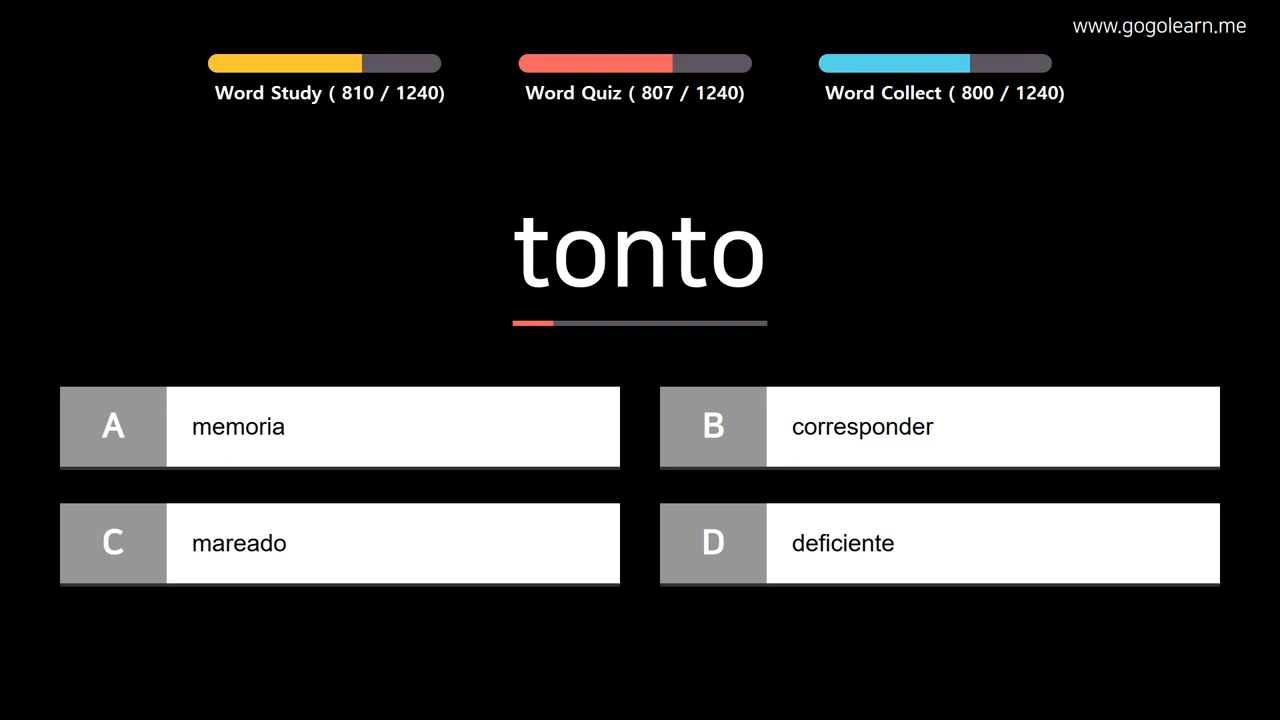 www.gogolearn.me
Word Study ( 810 / 1240)
Word Quiz ( 807 / 1240)
Word Collect ( 800 / 1240)
tonto
A memoria
B corresponder
C mareado
D deficiente